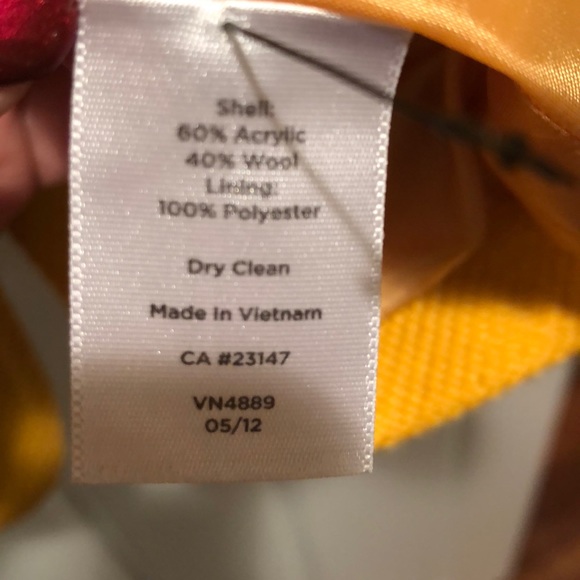 Shell:
60% Acrylic
40% Wool
Lining:
100% Polyester
Dry Clean
Made In Vietnam
CA #23147
VN4889
05/12